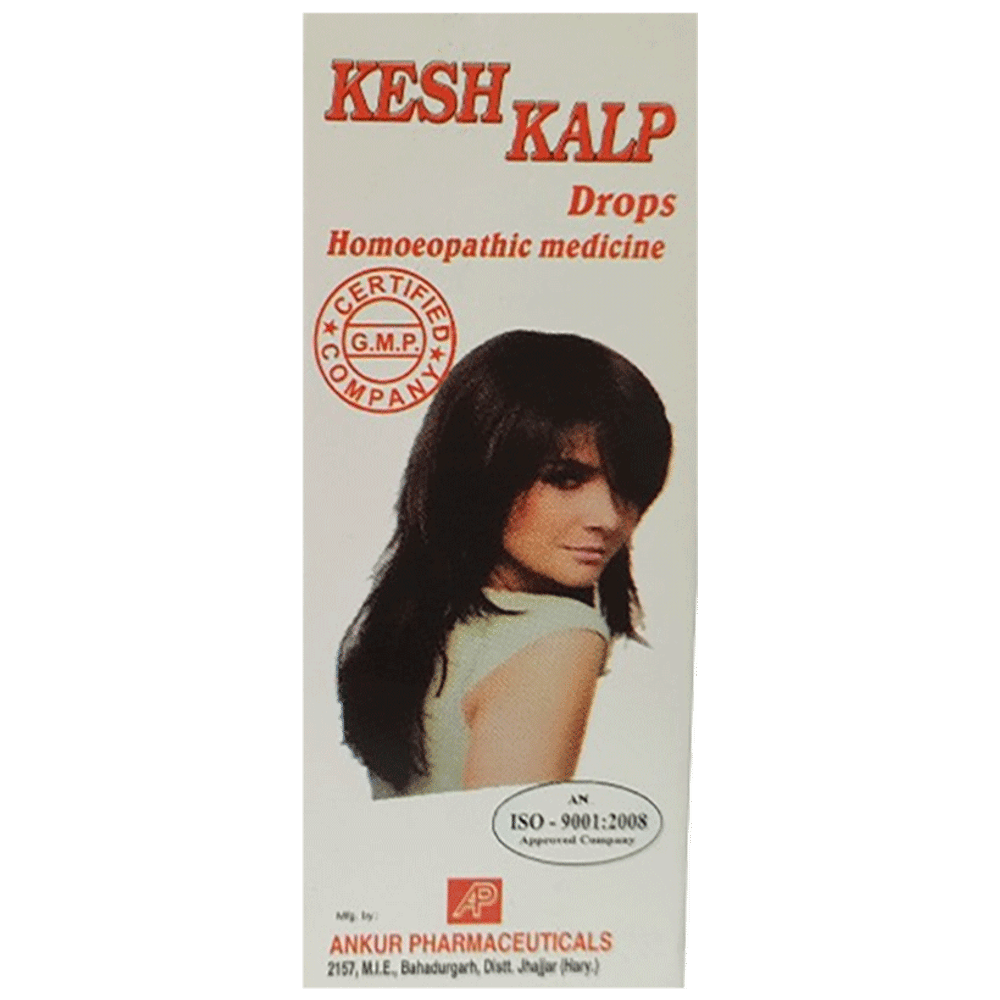 KESH
KALP
Drops
Homoeopathic medicine
CERTIFIED
G.M.P.
COMPANY
AN
ISO - 9001:2008
Approved Company
AP
Mfg. by:
ANKUR PHARMACEUTICALS
2157, M.I.E., Bahadurgarh, Distt. Jhajjar (Hary.)